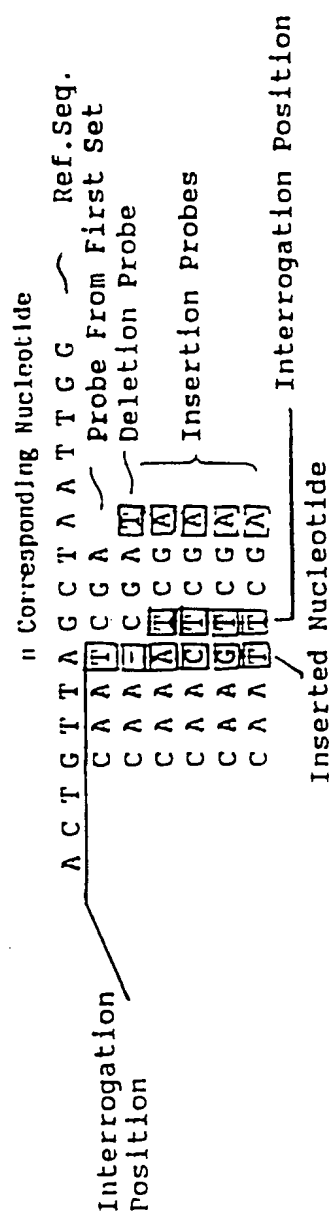 n Corresponding Nucleotide
A C T G T T A G C T A A T T G G Ref.Seq.
Interrogation Position
C A A T C G A Probe From First Set
C A A - C G A T Deletion Probe
C A A A T C G A
C A A C T C G A
C A A G T C G A
C A A T T C G A
Insertion Probes
Inserted Nucleotide
Interrogation Position